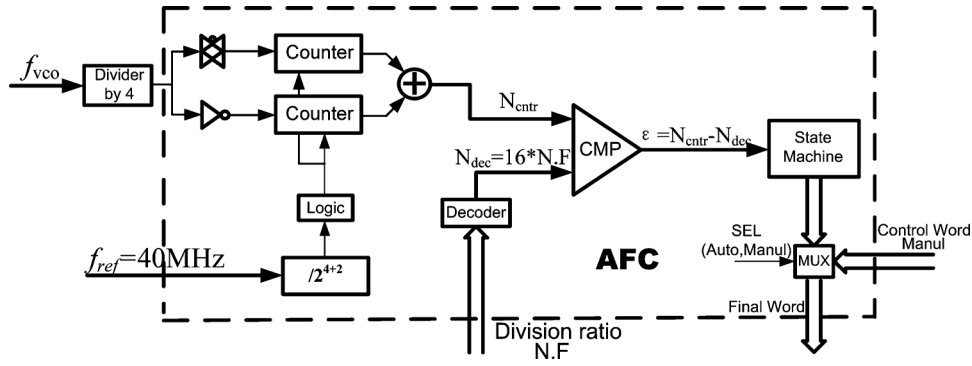 fvco
Divider
by 4
Counter
Counter
Ncntr
Ndec=16*N.F
CMP
ε =Ncntr-Ndec
State
Machine
Logic
Decoder
fref=40MHz
/2^4+2
AFC
SEL
(Auto,Manul)
MUX
Control Word
Manul
Final Word
Division ratio
N.F